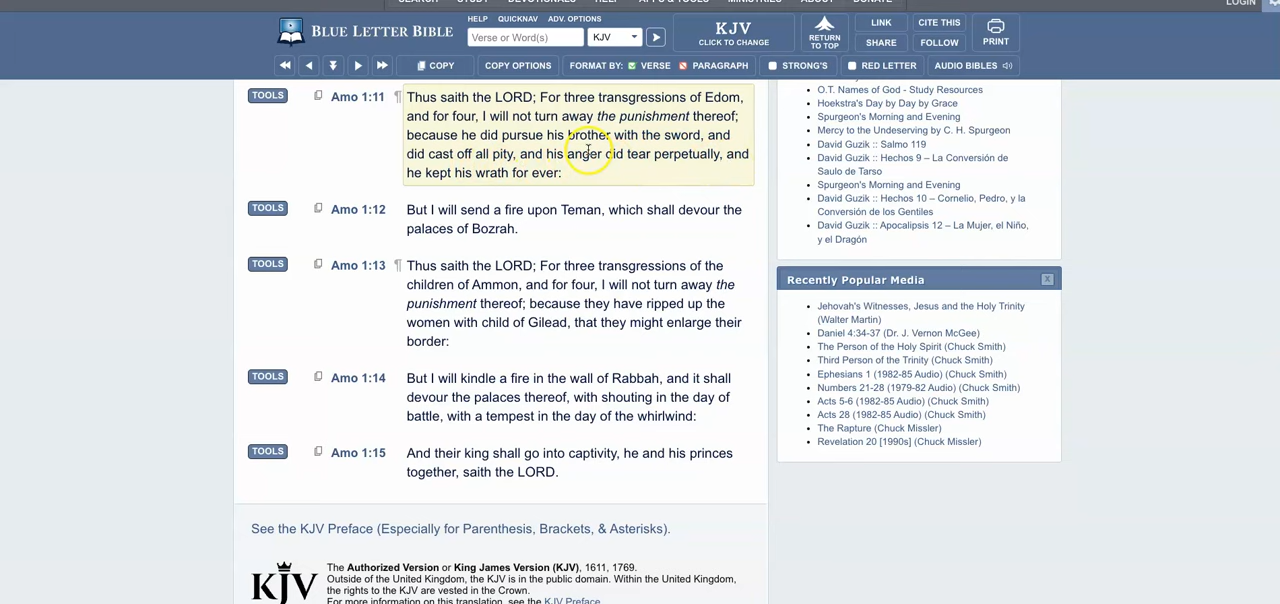 SEARCH STUDY DEVOTIONALS HELP APPS & TOOLS MINISTRIES ABOUT DONATE
LOGIN
BLUE LETTER BIBLE
HELP QUICKNAV ADV. OPTIONS
Verse or Word(s)
KJV
KJV
CLICK TO CHANGE
RETURN
TO TOP
LINK
CITE THIS
SHARE
FOLLOW
PRINT
COPY
COPY OPTIONS
FORMAT BY: VERSE PARAGRAPH
STRONG'S
RED LETTER
AUDIO BIBLES
TOOLS Amo 1:11 ¶ Thus saith the LORD; For three transgressions of Edom,
and for four, I will not turn away the punishment thereof;
because he did pursue his brother with the sword, and
did cast off all pity, and his anger did tear perpetually, and
he kept his wrath for ever:
TOOLS Amo 1:12 But I will send a fire upon Teman, which shall devour the
palaces of Bozrah.
TOOLS Amo 1:13 ¶ Thus saith the LORD; For three transgressions of the
children of Ammon, and for four, I will not turn away the
punishment thereof; because they have ripped up the
women with child of Gilead, that they might enlarge their
border:
TOOLS Amo 1:14 But I will kindle a fire in the wall of Rabbah, and it shall
devour the palaces thereof, with shouting in the day of
battle, with a tempest in the day of the whirlwind:
TOOLS Amo 1:15 And their king shall go into captivity, he and his princes
together, saith the LORD.
See the KJV Preface (Especially for Parenthesis, Brackets, & Asterisks).
KJV
The Authorized Version or King James Version (KJV), 1611, 1769.
Outside of the United Kingdom, the KJV is in the public domain. Within the United Kingdom,
the rights to the KJV are vested in the Crown.
For more information on this translation, see the KJV Preface.
O.T. Names of God - Study Resources
Hoekstra's Day by Day by Grace
Spurgeon's Morning and Evening
Mercy to the Undeserving by C. H. Spurgeon
David Guzik :: Salmo 119
David Guzik :: Hechos 9 – La Conversión de
Saulo de Tarso
Spurgeon's Morning and Evening
David Guzik :: Hechos 10 – Cornelio, Pedro, y la
Conversión de los Gentiles
David Guzik :: Apocalipsis 12 – La Mujer, el Niño,
y el Dragón
Recently Popular Media
Jehovah's Witnesses, Jesus and the Holy Trinity
(Walter Martin)
Daniel 4:34-37 (Dr. J. Vernon McGee)
The Person of the Holy Spirit (Chuck Smith)
Third Person of the Trinity (Chuck Smith)
Ephesians 1 (1982-85 Audio) (Chuck Smith)
Numbers 21-28 (1979-82 Audio) (Chuck Smith)
Acts 5-6 (1982-85 Audio) (Chuck Smith)
Acts 28 (1982-85 Audio) (Chuck Smith)
The Rapture (Chuck Missler)
Revelation 20 [1990s] (Chuck Missler)